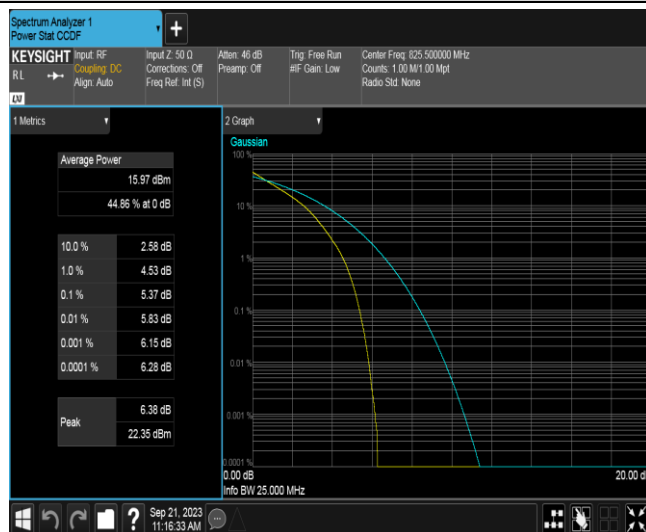 Spectrum Analyzer 1
Power Stat CCDF
KEYSIGHT
RL
LXI
Input: RF
Coupling: DC
Align: Auto
Input Z: 50 Ω
Corrections: Off
Freq Ref: Int (S)
Atten: 46 dB
Preamp: Off
Trig: Free Run
#IF Gain: Low
Center Freq: 825.500000 MHz
Counts: 1.00 M/1.00 Mpt
Radio Std: None
1 Metrics
Average Power
15.97 dBm
44.86 % at 0 dB
10.0 % 2.58 dB
1.0 % 4.53 dB
0.1 % 5.37 dB
0.01 % 5.83 dB
0.001 % 6.15 dB
0.0001 % 6.28 dB
Peak
6.38 dB
22.35 dBm
2 Graph
Gaussian
100 %
10 %
1 %
0.1 %
0.01 %
0.001 %
0.0001 %
0.00 dB
20.00 d
Info BW 25.000 MHz
Sep 21, 2023
11:16:33 AM